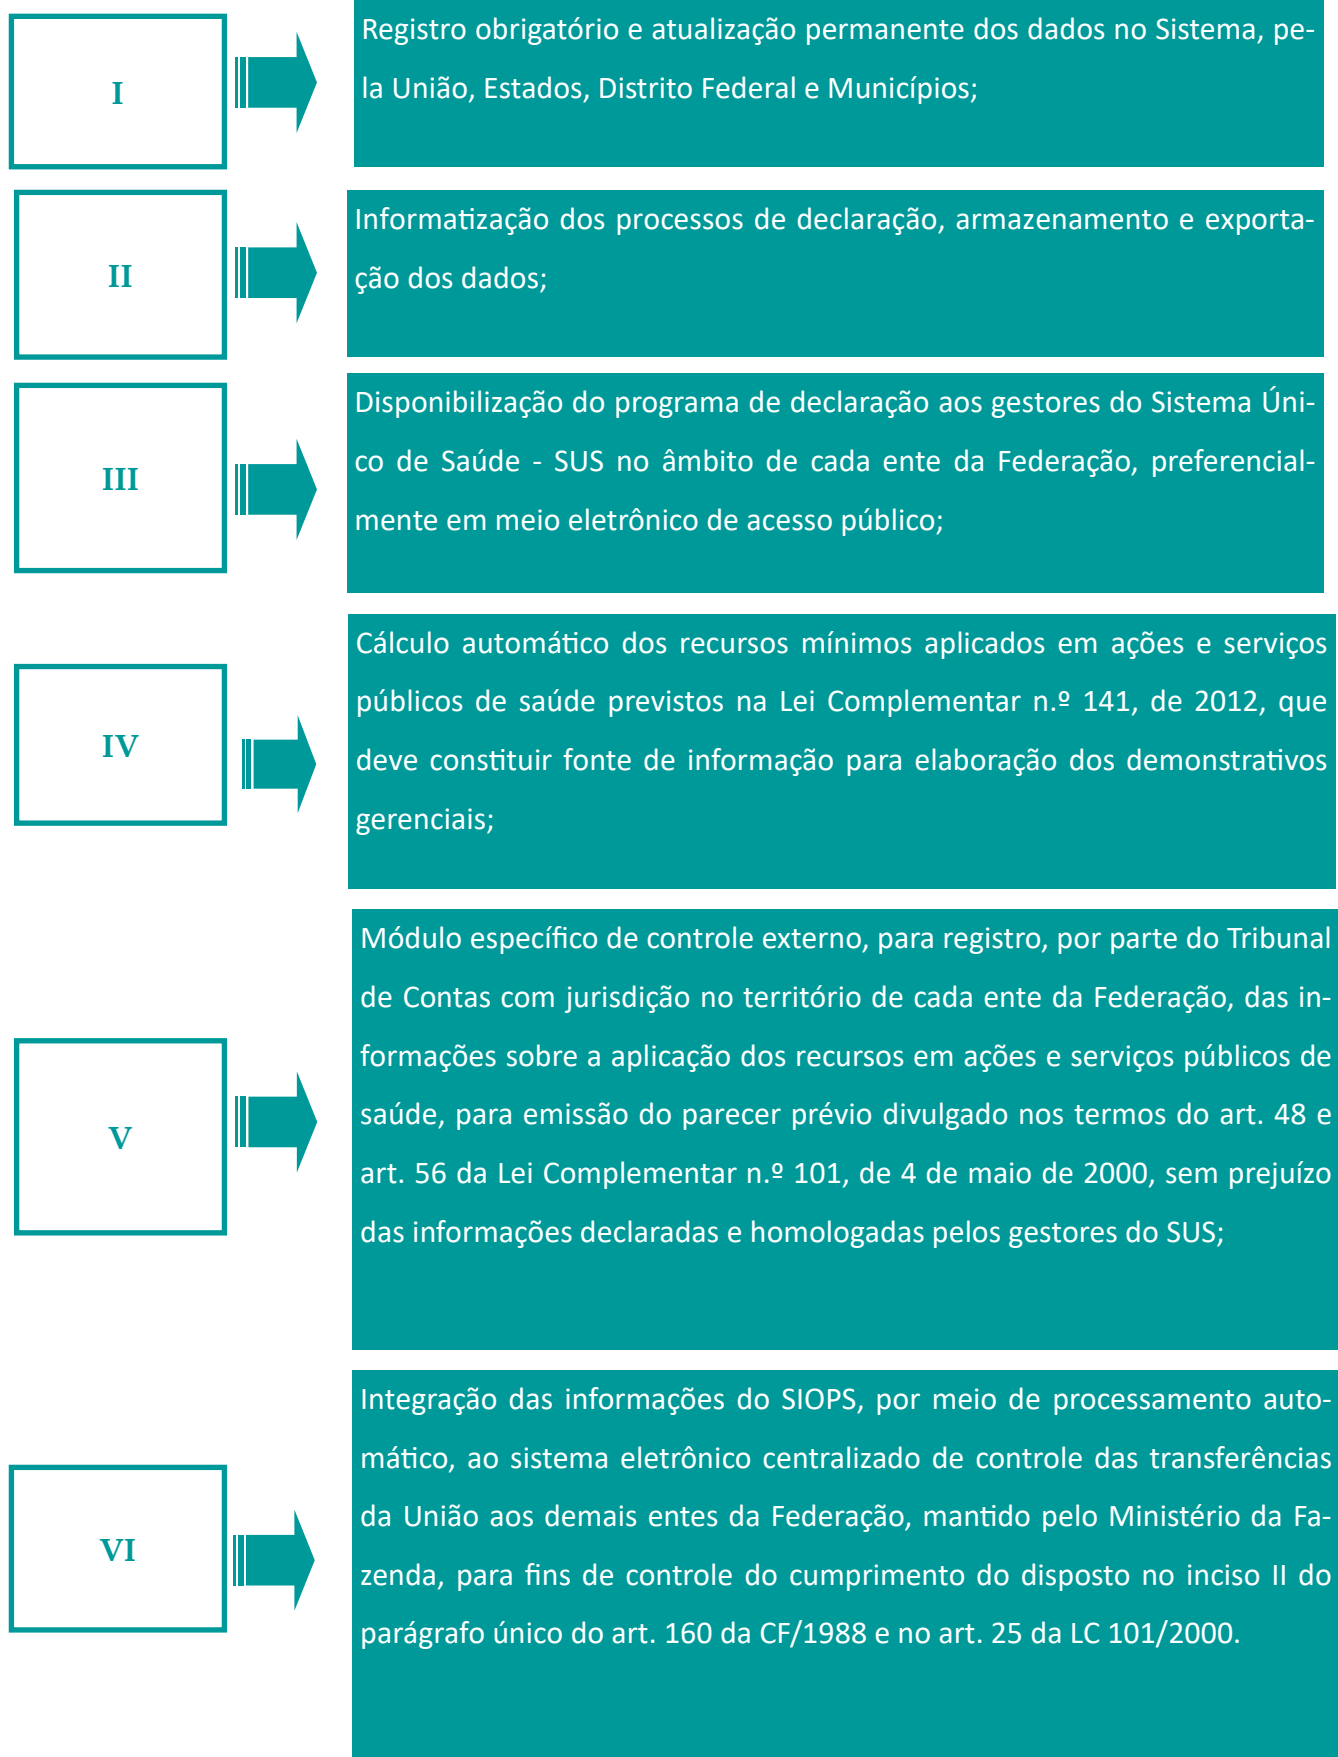 I
Registro obrigatório e atualização permanente dos dados no Sistema, pe-
la União, Estados, Distrito Federal e Municípios;
II
Informatização dos processos de declaração, armazenamento e exporta-
ção dos dados;
III
Disponibilização do programa de declaração aos gestores do Sistema Úni-
co de Saúde - SUS no âmbito de cada ente da Federação, preferencial-
mente em meio eletrônico de acesso público;
IV
Cálculo automático dos recursos mínimos aplicados em ações e serviços
públicos de saúde previstos na Lei Complementar n.º 141, de 2012, que
deve constituir fonte de informação para elaboração dos demonstrativos
gerenciais;
V
Módulo específico de controle externo, para registro, por parte do Tribunal
de Contas com jurisdição no território de cada ente da Federação, das in-
formações sobre a aplicação dos recursos em ações e serviços públicos de
saúde, para emissão do parecer prévio divulgado nos termos do art. 48 e
art. 56 da Lei Complementar n.º 101, de 4 de maio de 2000, sem prejuízo
das informações declaradas e homologadas pelos gestores do SUS;
VI
Integração das informações do SIOPS, por meio de processamento auto-
mático, ao sistema eletrônico centralizado de controle das transferências
da União aos demais entes da Federação, mantido pelo Ministério da Fa-
zenda, para fins de controle do cumprimento do disposto no inciso II do
parágrafo único do art. 160 da CF/1988 e no art. 25 da LC 101/2000.